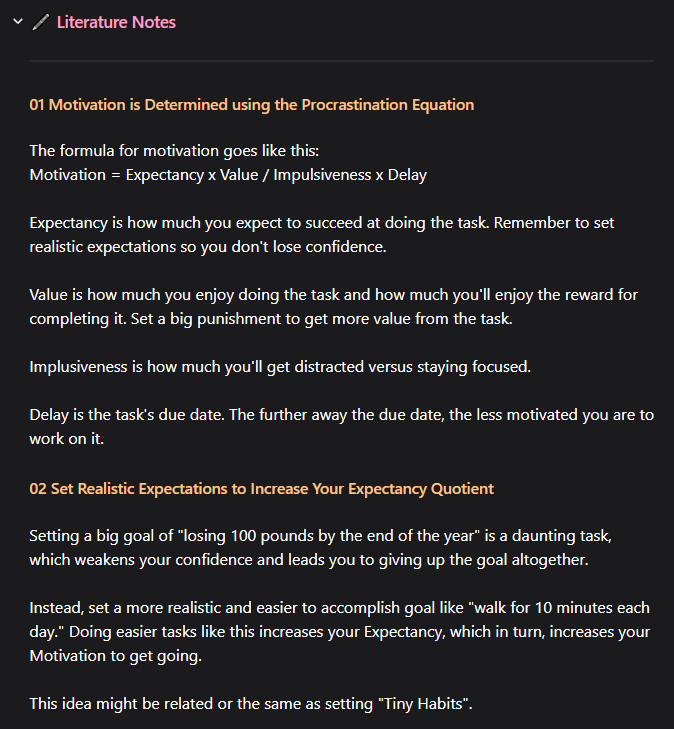 Literature Notes
01 Motivation is Determined using the Procrastination Equation
The formula for motivation goes like this:
Motivation = Expectancy x Value / Impulsiveness x Delay
Expectancy is how much you expect to succeed at doing the task. Remember to set
realistic expectations so you don't lose confidence.
Value is how much you enjoy doing the task and how much you'll enjoy the reward for
completing it. Set a big punishment to get more value from the task.
Implusiveness is how much you'll get distracted versus staying focused.
Delay is the task's due date. The further away the due date, the less motivated you are to
work on it.
02 Set Realistic Expectations to Increase Your Expectancy Quotient
Setting a big goal of "losing 100 pounds by the end of the year" is a daunting task,
which weakens your confidence and leads you to giving up the goal altogether.
Instead, set a more realistic and easier to accomplish goal like "walk for 10 minutes each
day." Doing easier tasks like this increases your Expectancy, which in turn, increases your
Motivation to get going.
This idea might be related or the same as setting "Tiny Habits".